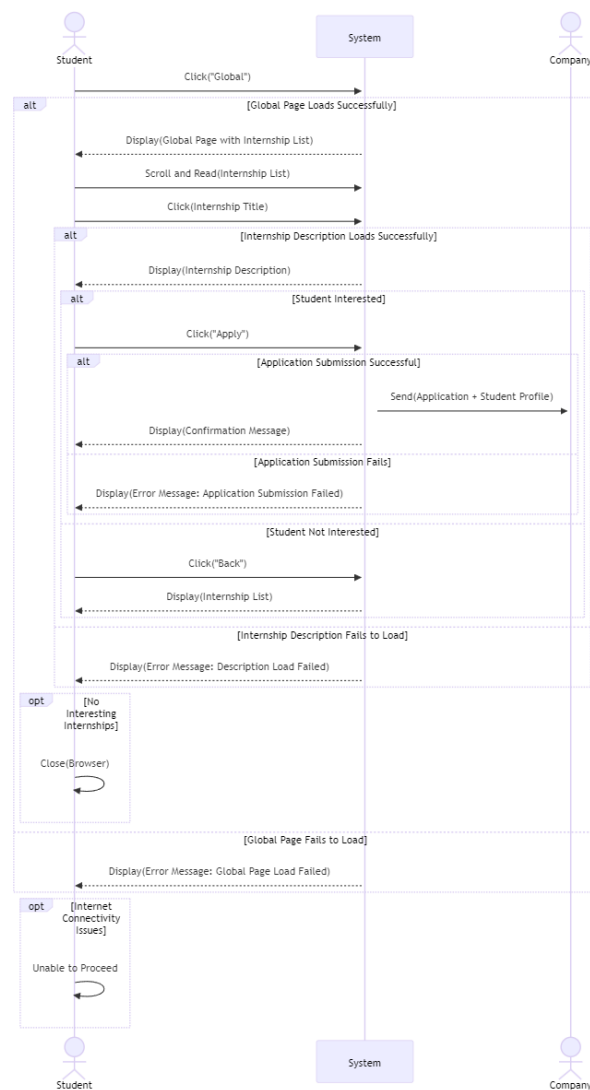 System
Student
Company
Click("Global")
alt
[Global Page Loads Successfully]
Display(Global Page with Internship List)
Scroll and Read(Internship List)
Click(Internship Title)
alt
[Internship Description Loads Successfully]
Display(Internship Description)
alt
[Student Interested]
Click("Apply")
alt
[Application Submission Successful]
Send(Application + Student Profile)
Display(Confirmation Message)
[Application Submission Fails]
Display(Error Message: Application Submission Failed)
[Student Not Interested]
Click("Back")
Display(Internship List)
[Internship Description Fails to Load]
Display(Error Message: Description Load Failed)
opt
[No
Interesting
Internships]
Close(Browser)
[Global Page Fails to Load]
Display(Error Message: Global Page Load Failed)
opt
[Internet
Connectivity
Issues]
Unable to Proceed
System
Student
Company